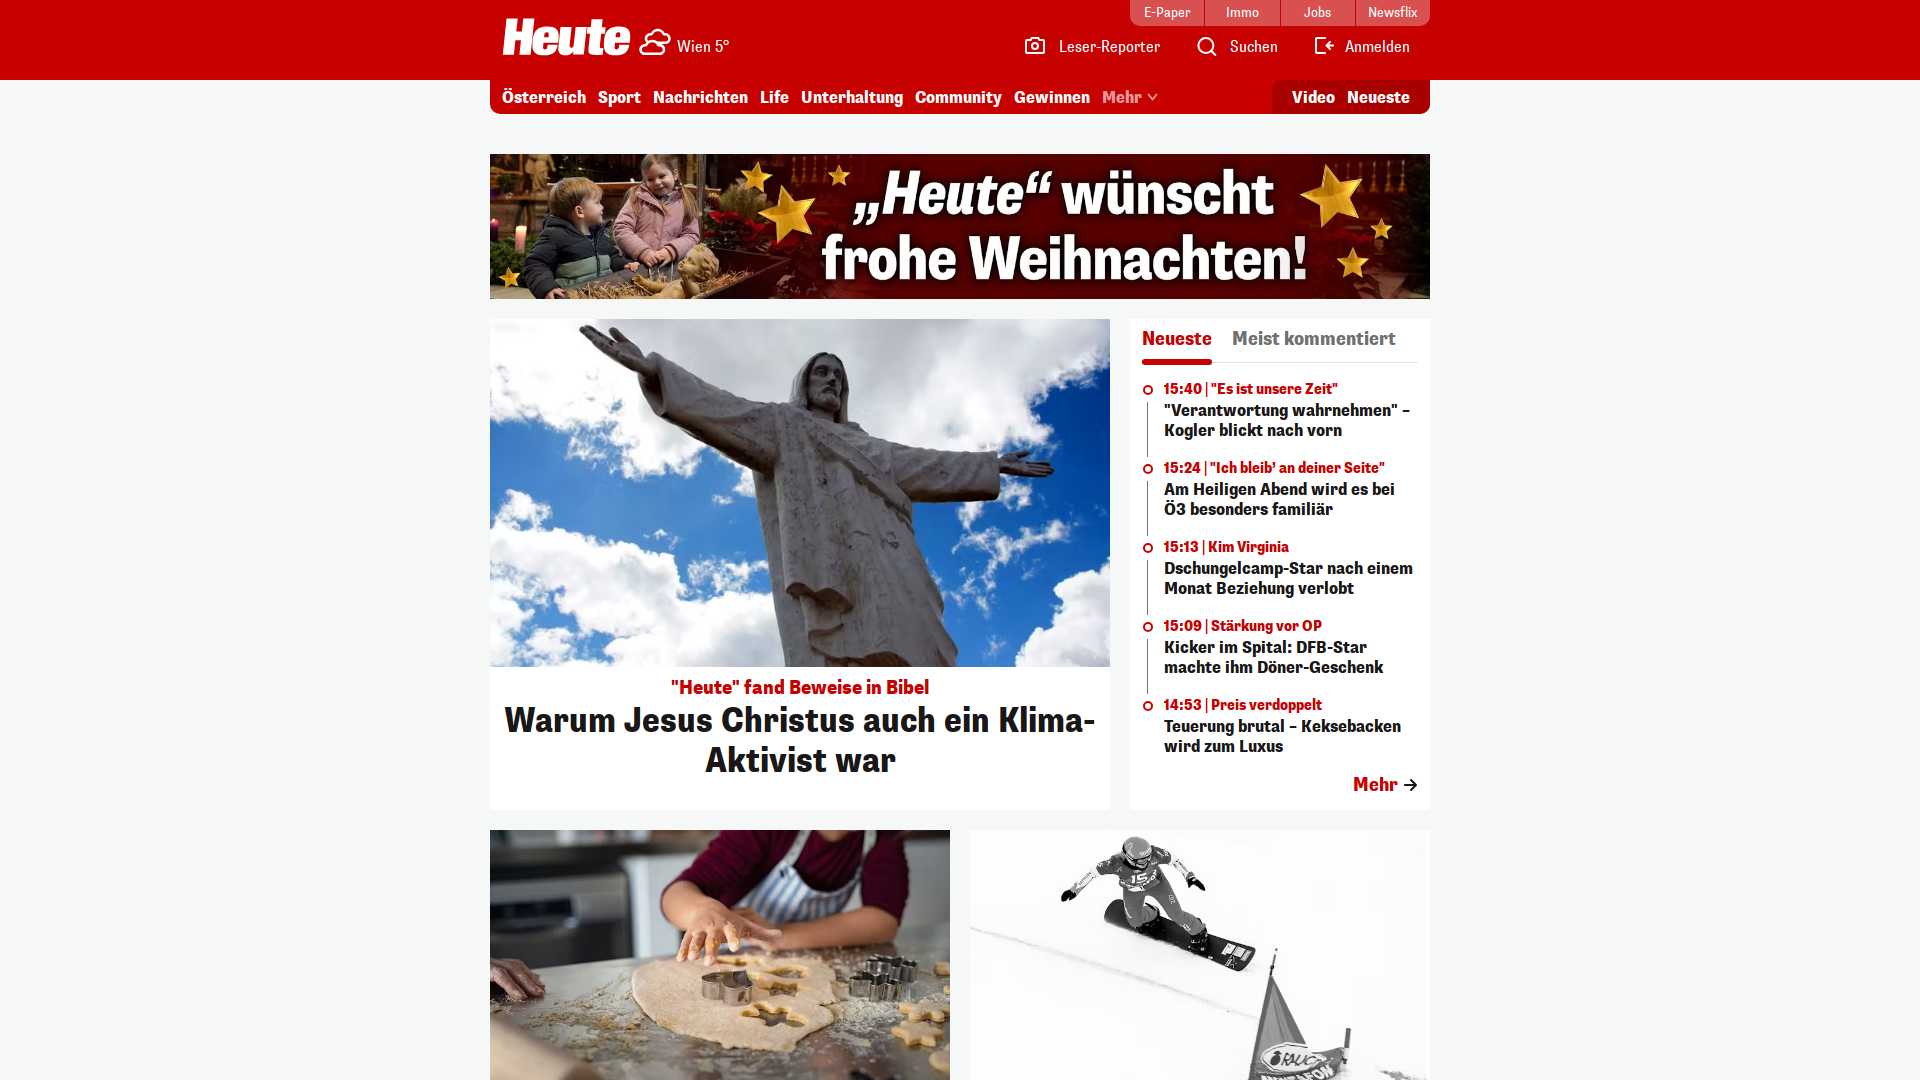 E-Paper
Immo
Jobs
Newsflix
Heute
Wien 5°
Leser-Reporter
Suchen
Anmelden
Österreich
Sport
Nachrichten
Life
Unterhaltung
Community
Gewinnen
Mehr
Video
Neueste
„Heute“ wünscht
frohe Weihnachten!
"Heute" fand Beweise in Bibel
Warum Jesus Christus auch ein Klima-
Aktivist war
Neueste
Meist kommentiert
15:40 | "Es ist unsere Zeit"
"Verantwortung wahrnehmen" –
Kogler blickt nach vorn
15:24 | "Ich bleib' an deiner Seite"
Am Heiligen Abend wird es bei
Ö3 besonders familiär
15:13 | Kim Virginia
Dschungelcamp-Star nach einem
Monat Beziehung verlobt
15:09 | Stärkung vor OP
Kicker im Spital: DFB-Star
machte ihm Döner-Geschenk
14:53 | Preis verdoppelt
Teuerung brutal – Keksebacken
wird zum Luxus
Mehr
15
RAUCH